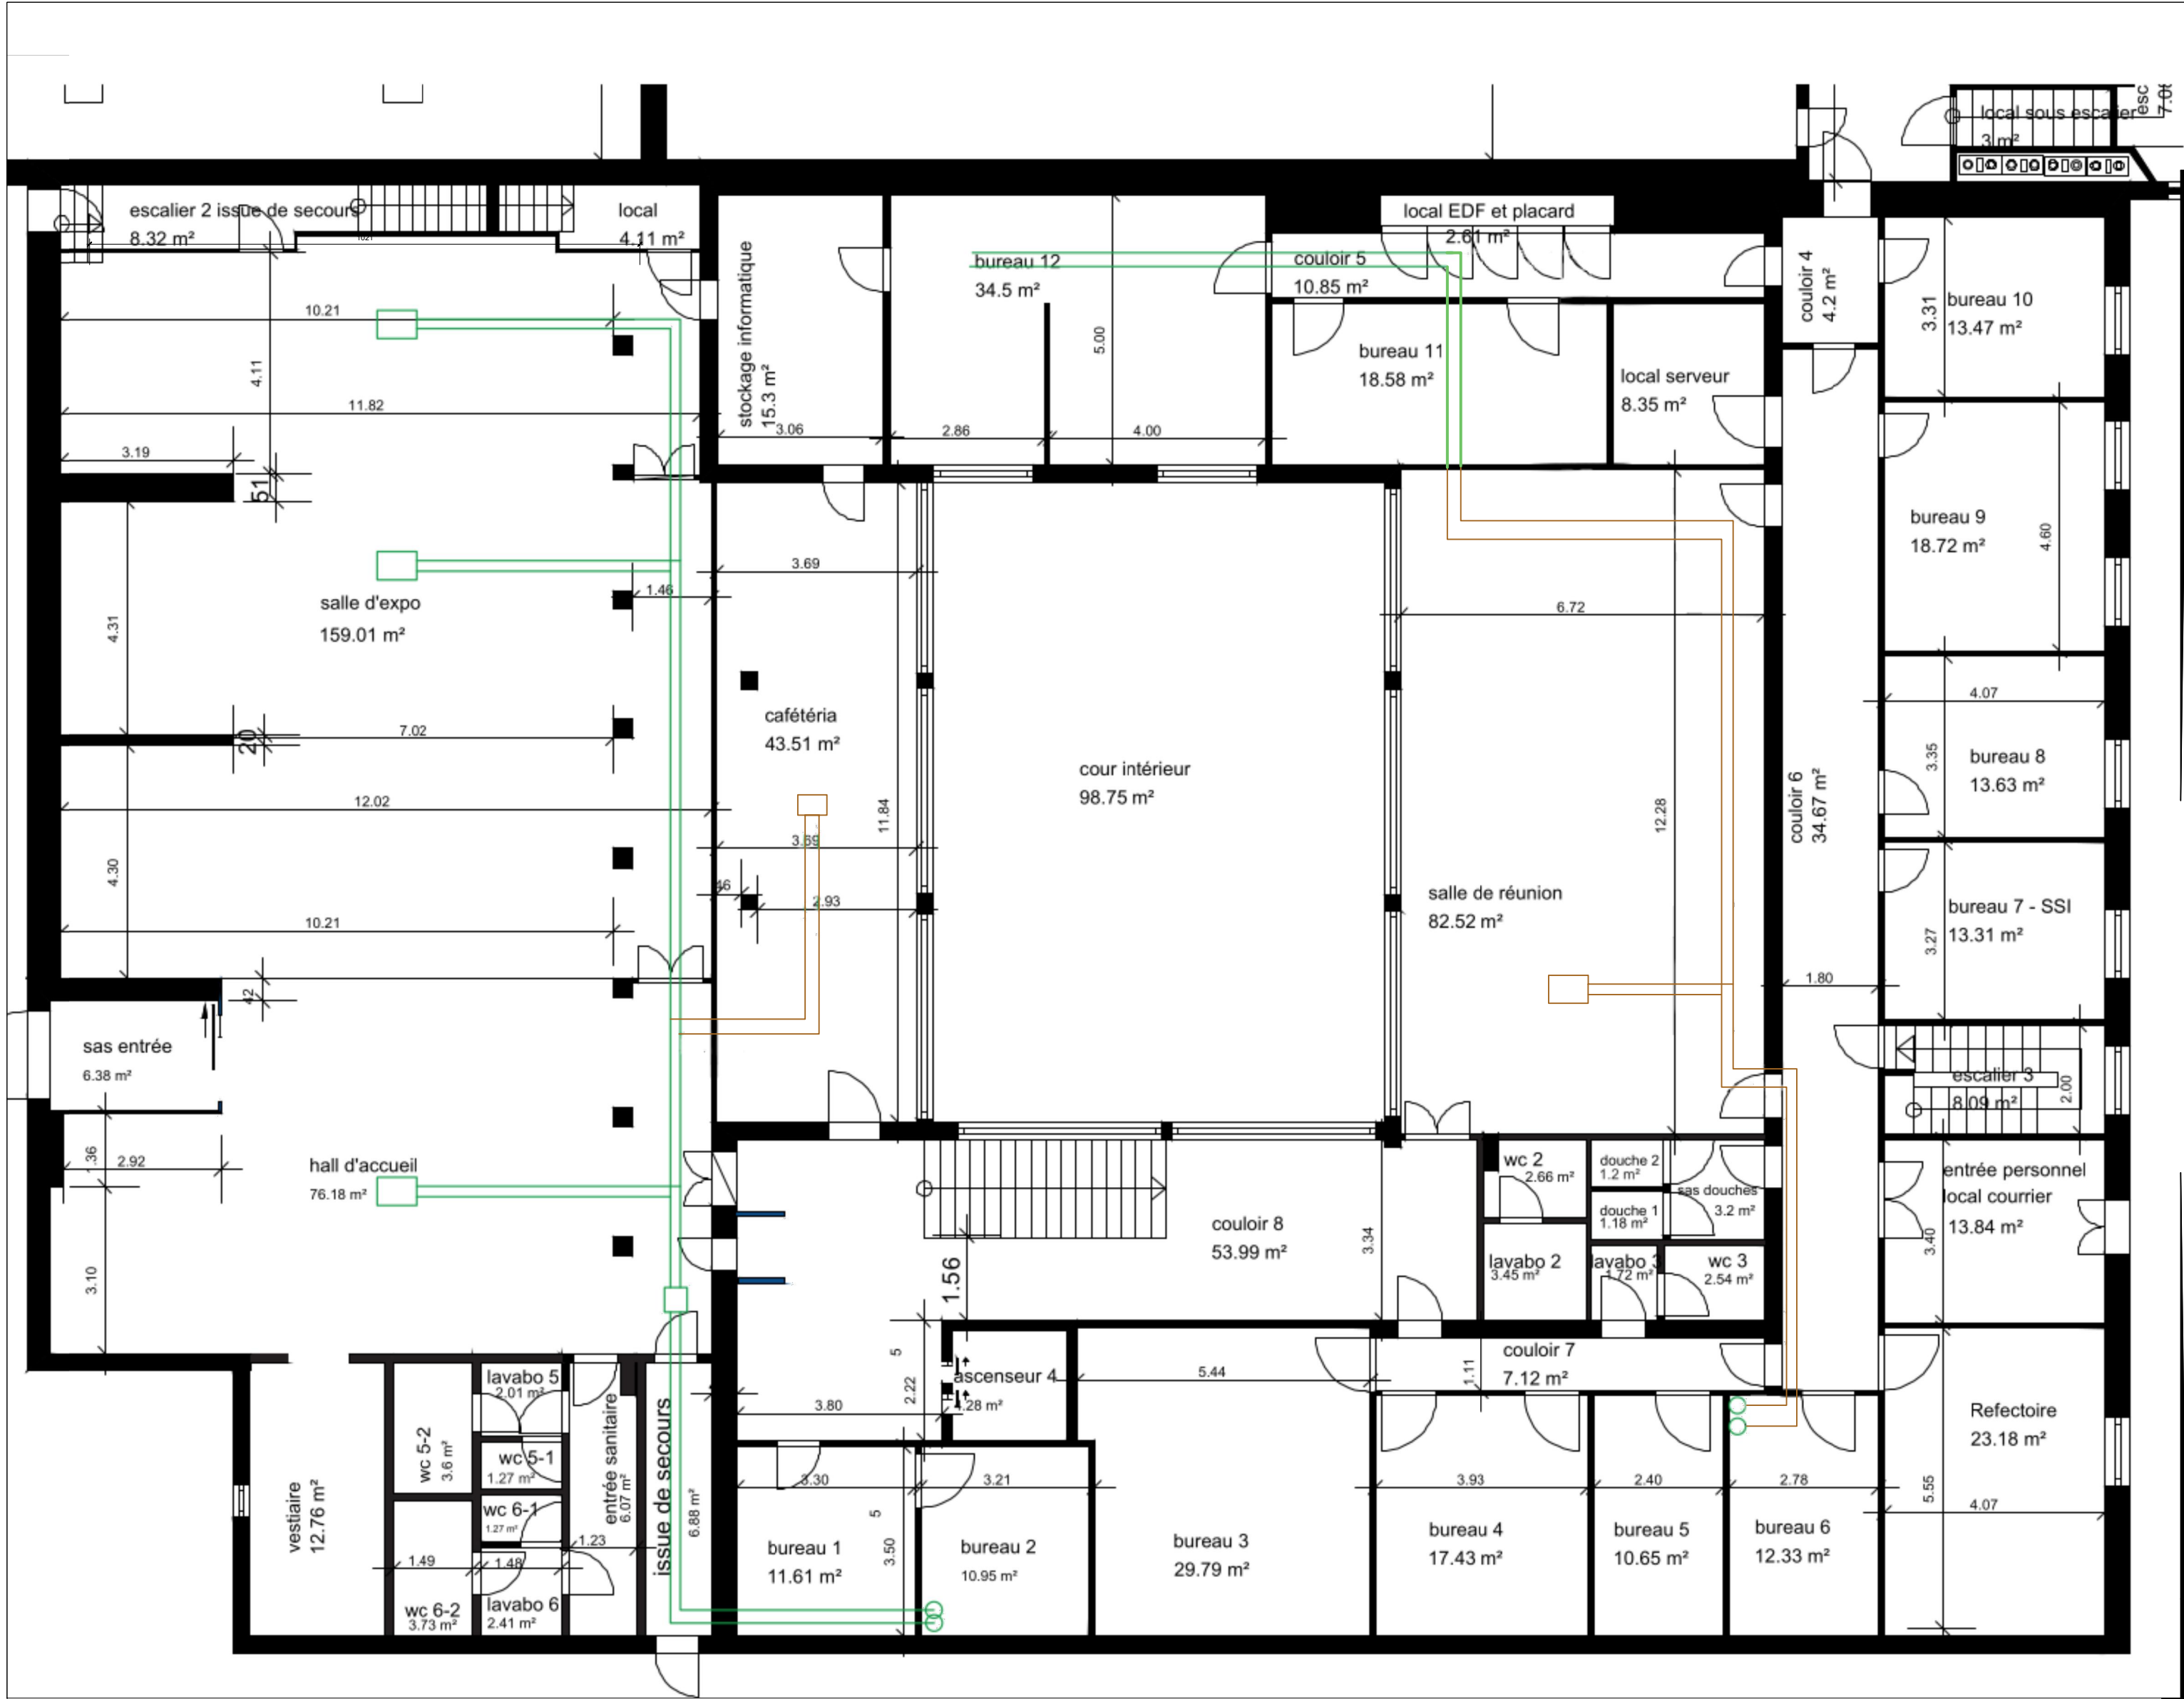 local sous escalier
3 m²
esc
escalier 2 issue de secours
8.32 m²
local
4.11 m²
local EDF et placard
2.61 m²
10.21
4.11
11.82
3.19
51
stockage informatique
15.3 m²
3.06
bureau 12
34.5 m²
5.00
2.86
4.00
couloir 5
10.85 m²
bureau 11
18.58 m²
local serveur
8.35 m²
couloir 4
4.2 m²
3.31
bureau 10
13.47 m²
bureau 9
18.72 m²
4.60
4.31
salle d'expo
159.01 m²
1.46
3.69
6.72
20
7.02
12.02
4.30
10.21
42
cafétéria
43.51 m²
11.84
3.69
46
2.93
cour intérieur
98.75 m²
12.28
salle de réunion
82.52 m²
couloir 6
34.67 m²
4.07
3.35
bureau 8
13.63 m²
bureau 7 - SSI
13.31 m²
3.27
1.80
sas entrée
6.38 m²
escalier 3
8.09 m²
2.00
.36
2.92
3.10
hall d'accueil
76.18 m²
couloir 8
53.99 m²
3.34
1.56
wc 2
2.66 m²
douche 2
1.2 m²
douche 1
1.18 m²
sas douches
3.2 m²
lavabo 2
3.45 m²
lavabo 3
1.72 m²
wc 3
2.54 m²
entrée personnel
local courrier
13.84 m²
3.40
couloir 7
7.12 m²
1.11
5
2.22
3.80
ascenseur 4
5.44
lavabo 5
2.01 m²
wc 5-2
3.6 m²
wc 5-1
1.27 m²
wc 6-1
1.27 m²
entrée sanitaire
6.07 m²
issue de secours
6.88 m²
vestiaire
12.76 m²
1.49
1.48
1.23
wc 6-2
3.73 m²
lavabo 6
2.41 m²
3.30
bureau 1
11.61 m²
5
3.50
3.21
bureau 2
10.95 m²
bureau 3
29.79 m²
3.93
bureau 4
17.43 m²
2.40
bureau 5
10.65 m²
2.78
bureau 6
12.33 m²
Refectoire
23.18 m²
5.55
4.07